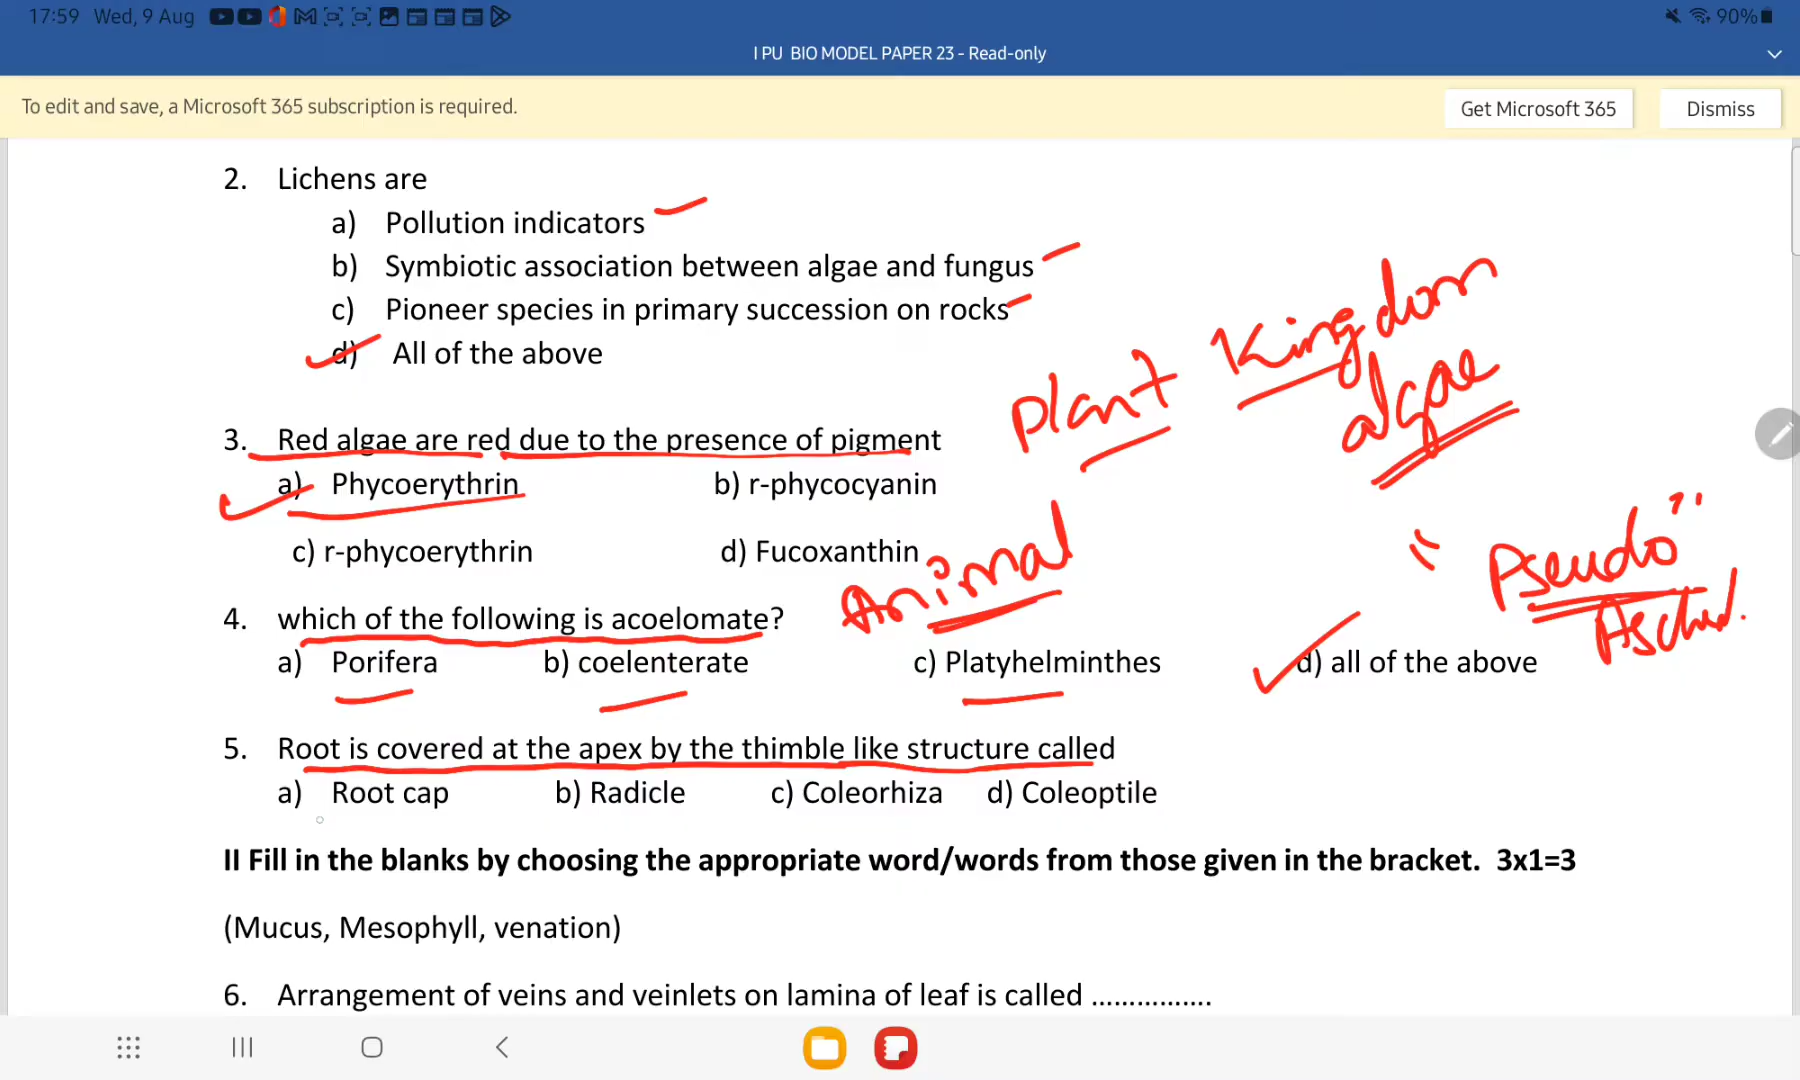 17:59 Wed, 9 Aug 90%
I PU BIO MODEL PAPER 23 - Read-only
To edit and save, a Microsoft 365 subscription is required.
Get Microsoft 365
Dismiss
2. Lichens are
a) Pollution indicators
b) Symbiotic association between algae and fungus
c) Pioneer species in primary succession on rocks
d) All of the above
Plant Kingdom
algae
3. Red algae are red due to the presence of pigment
a) Phycoerythrin b) r-phycocyanin
c) r-phycoerythrin d) Fucoxanthin
Animal
"Pseudo"
4. which of the following is acoelomate?
a) Porifera b) coelenterate c) Platyhelminthes d) all of the above
5. Root is covered at the apex by the thimble like structure called
a) Root cap b) Radicle c) Coleorhiza d) Coleoptile
II Fill in the blanks by choosing the appropriate word/words from those given in the bracket. 3x1=3
(Mucus, Mesophyll, venation)
6. Arrangement of veins and veinlets on lamina of leaf is called ................